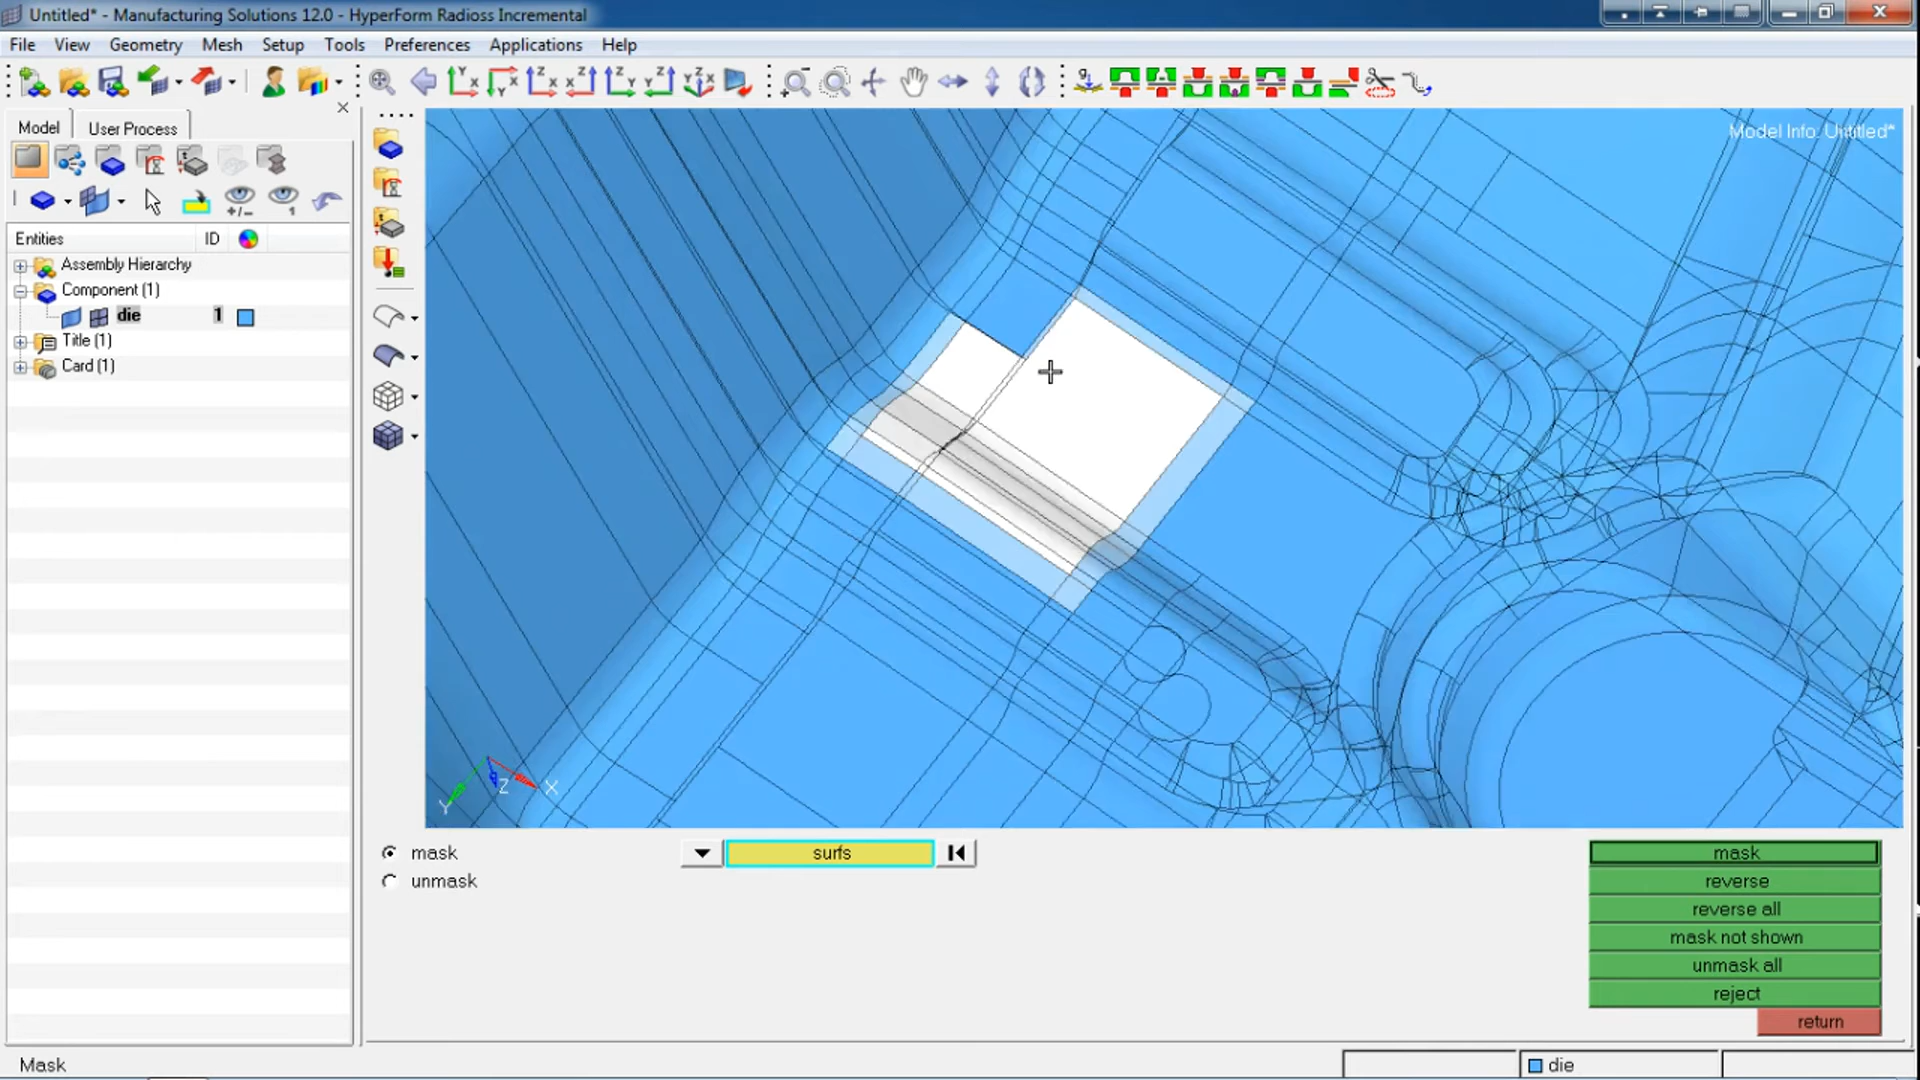 Untitled* - Manufacturing Solutions 12.0 - HyperForm Radioss Incremental
File View Geometry Mesh Setup Tools Preferences Applications Help
Model User Process
Entities ID
Assembly Hierarchy
Component (1)
die 1
Title (1)
Card (1)
Model Info: Untitled*
X
Y
Z
mask
unmask
surfs
mask
reverse
reverse all
mask not shown
unmask all
reject
return
Mask
die